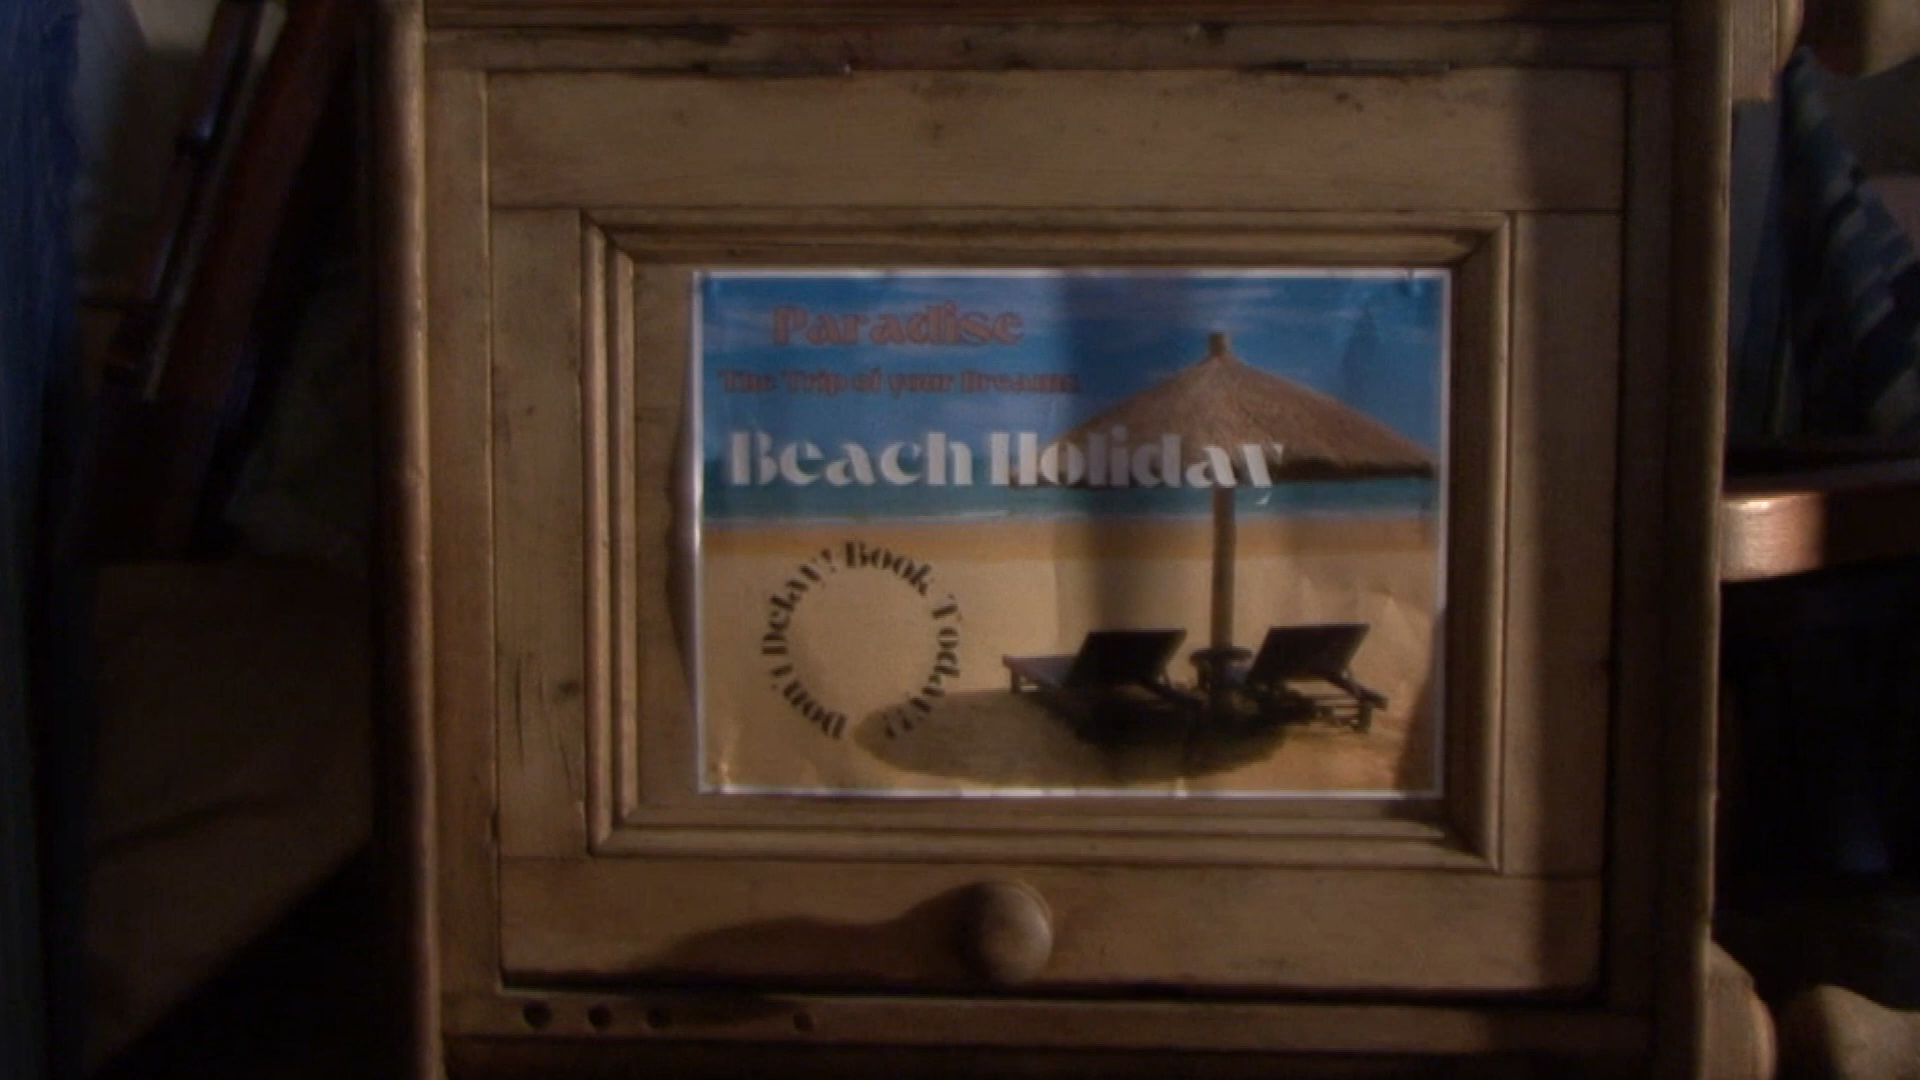 Paradise
The Trip of your Dreams
Beach Holiday
Don't Delay! Book Today!!